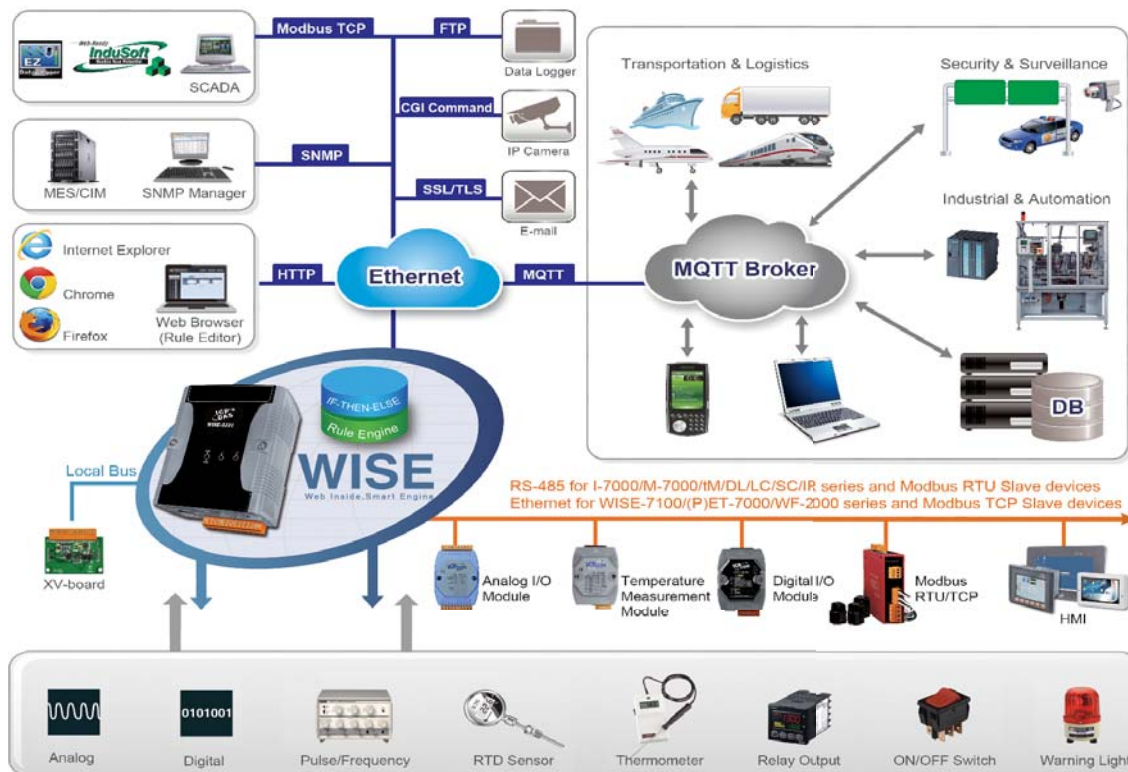 Modbus TCP
FTP
Web-Ready
InduSoft
EZ
SCADA
Data Logger
CGI Command
IP Camera
SNMP
MES/CIM
SNMP Manager
SSL/TLS
E-mail
Internet Explorer
Chrome
Firefox
Web Browser
(Rule Editor)
HTTP
Ethernet
MQTT
Transportation & Logistics
Security & Surveillance
Industrial & Automation
MQTT Broker
DB
IF-THEN-ELSE
Rule Engine
WISE
Web Inside, Smart Engine
Local Bus
XV-board
RS-485 for I-7000/M-7000/tM/DL/LC/SC/IR series and Modbus RTU Slave devices
Ethernet for WISE-7100/(P)ET-7000/WF-2000 series and Modbus TCP Slave devices
Analog I/O
Module
Temperature
Measurement
Module
Digital I/O
Module
Modbus
RTU/TCP
HMI
0101001
Analog
Digital
Pulse/Frequency
RTD Sensor
Thermometer
Relay Output
ON/OFF Switch
Warning Light